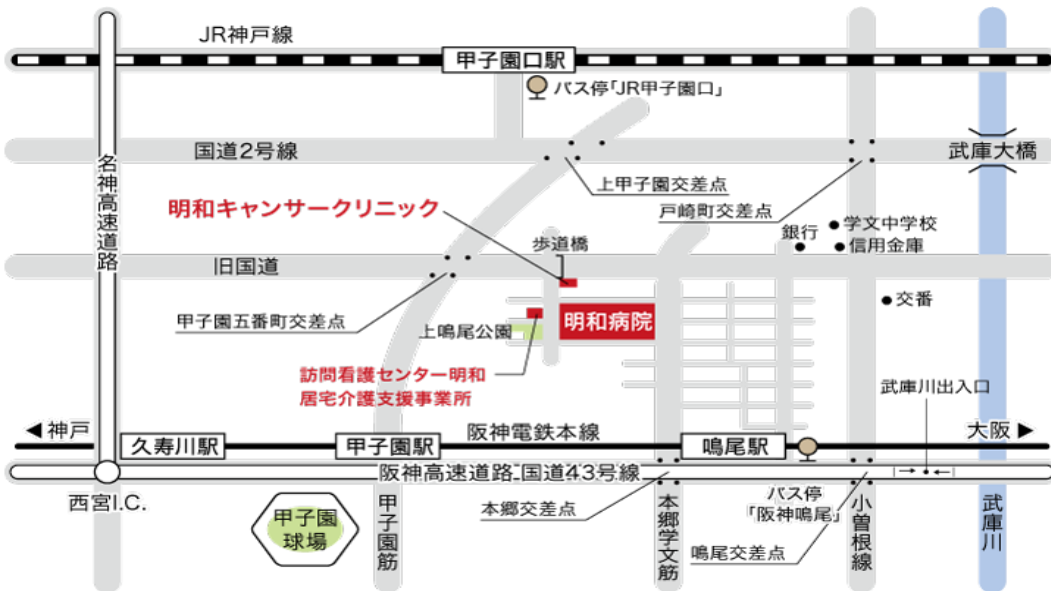 JR神戸線
甲子園口駅
バス停「JR甲子園口」
国道2号線
武庫大橋
上甲子園交差点
戸崎町交差点
名神高速道路
明和キャンサークリニック
歩道橋
銀行
学文中学校
信用金庫
旧国道
交番
甲子園五番町交差点
上鳴尾公園
明和病院
訪問看護センター明和
居宅介護支援事業所
武庫川出入口
◀神戸
久寿川駅
甲子園駅
阪神電鉄本線
鳴尾駅
大阪▶
阪神高速道路 国道43号線
西宮I.C.
甲子園
球場
甲子園筋
本郷交差点
本郷学文筋
バス停
「阪神鳴尾」
鳴尾交差点
小曽根線
武庫川